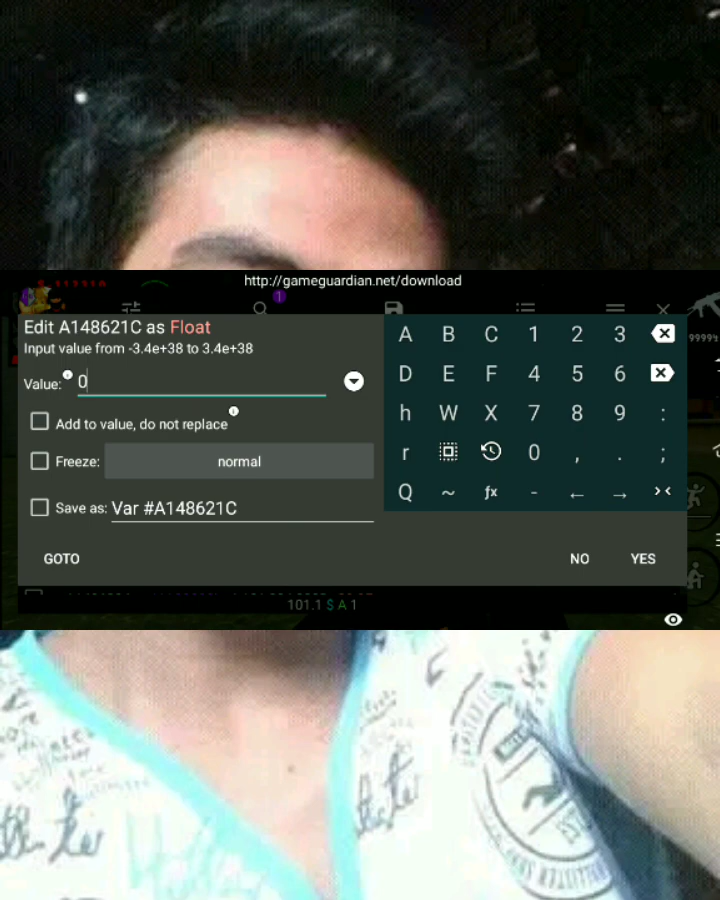 http://gameguardian.net/download
1
Edit A148621C as Float
Input value from -3.4e+38 to 3.4e+38
Value: 0
Add to value, do not replace
Freeze: normal
Save as: Var #A148621C
GOTO NO YES
A B C 1 2 3
D E F 4 5 6
h W X 7 8 9 :
r 0 , . ;
Q ~ fx - ← → ><
101.1 $ A 1